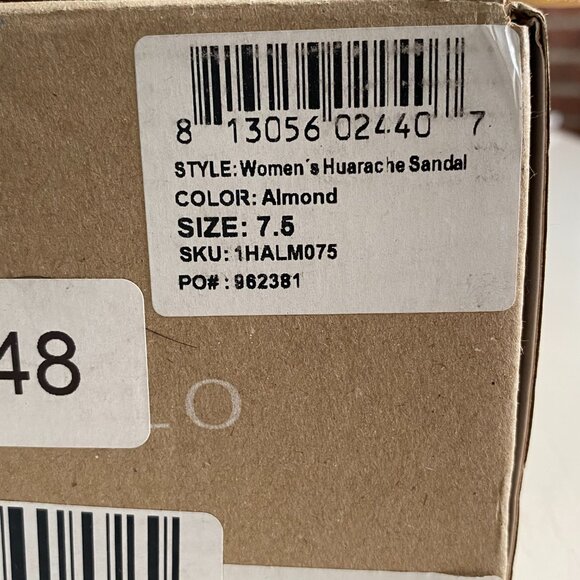 8 13056 02440 7
STYLE: Women's Huarache Sandal
COLOR: Almond
SIZE: 7.5
SKU: 1HALM075
PO# : 962381
48
LO